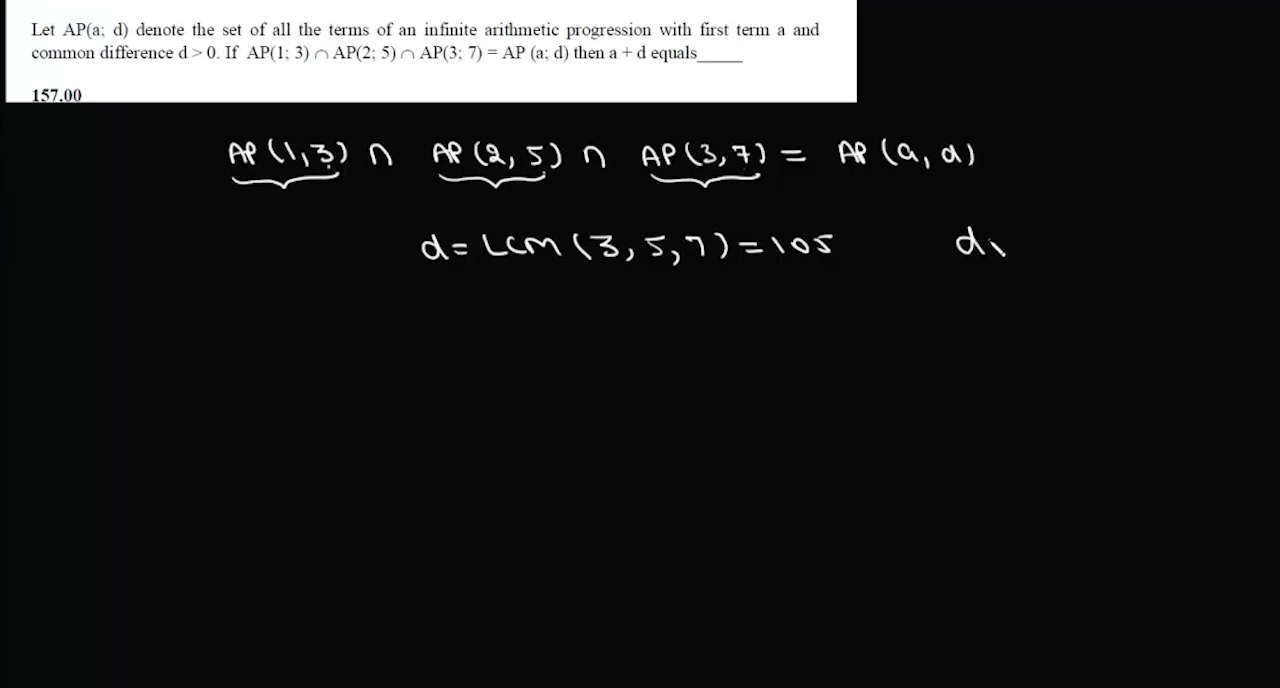 Let AP(a; d) denote the set of all the terms of an infinite arithmetic progression with first term a and
common difference d > 0. If AP(1; 3) ∩ AP(2; 5) ∩ AP(3; 7) = AP (a; d) then a + d equals_____
157.00
AP (1,3) ∩ AP (2, 5) ∩ AP (3,7) = AP (a, d)
d = LCM (3, 5, 7) = 105 d1